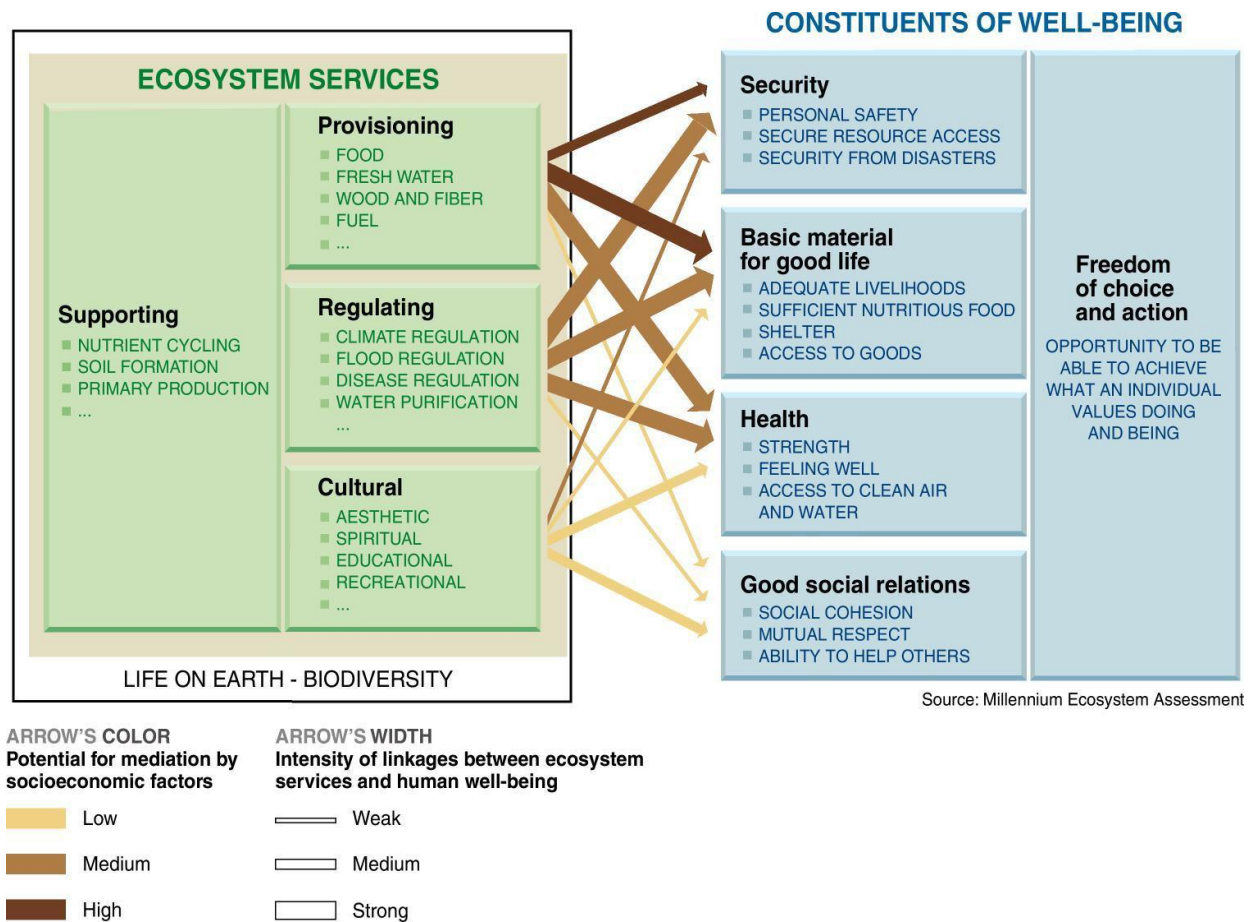 CONSTITUENTS OF WELL-BEING
ECOSYSTEM SERVICES
Supporting
NUTRIENT CYCLING
SOIL FORMATION
PRIMARY PRODUCTION
...
Provisioning
FOOD
FRESH WATER
WOOD AND FIBER
FUEL
...
Regulating
CLIMATE REGULATION
FLOOD REGULATION
DISEASE REGULATION
WATER PURIFICATION
...
Cultural
AESTHETIC
SPIRITUAL
EDUCATIONAL
RECREATIONAL
...
LIFE ON EARTH - BIODIVERSITY
Security
PERSONAL SAFETY
SECURE RESOURCE ACCESS
SECURITY FROM DISASTERS
Basic material
for good life
ADEQUATE LIVELIHOODS
SUFFICIENT NUTRITIOUS FOOD
SHELTER
ACCESS TO GOODS
Health
STRENGTH
FEELING WELL
ACCESS TO CLEAN AIR
AND WATER
Good social relations
SOCIAL COHESION
MUTUAL RESPECT
ABILITY TO HELP OTHERS
Freedom
of choice
and action
OPPORTUNITY TO BE
ABLE TO ACHIEVE
WHAT AN INDIVIDUAL
VALUES DOING
AND BEING
Source: Millennium Ecosystem Assessment
ARROW'S COLOR
Potential for mediation by
socioeconomic factors
Low
Medium
High
ARROW'S WIDTH
Intensity of linkages between ecosystem
services and human well-being
Weak
Medium
Strong